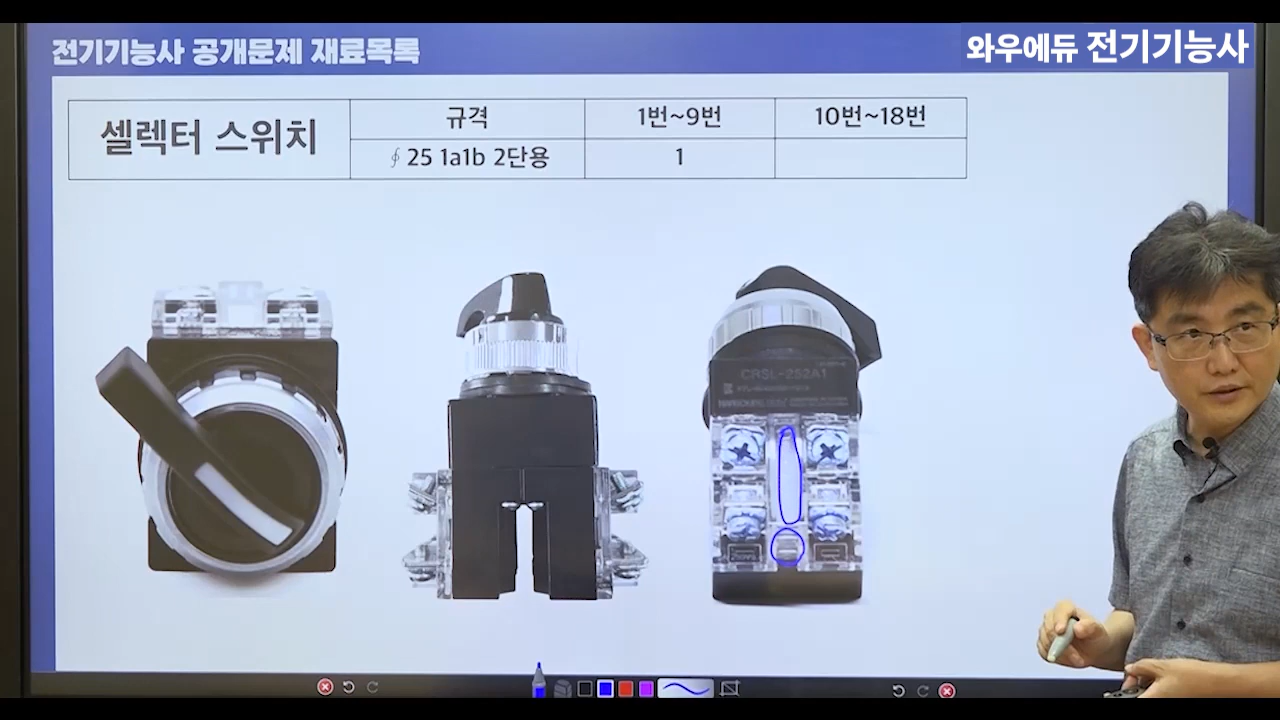 전기기능사 공개문제 재료목록
와우에듀 전기기능사
셀렉터 스위치
규격
1번~9번
10번~18번
∮25 1a1b 2단용
1
CRSL-252A1